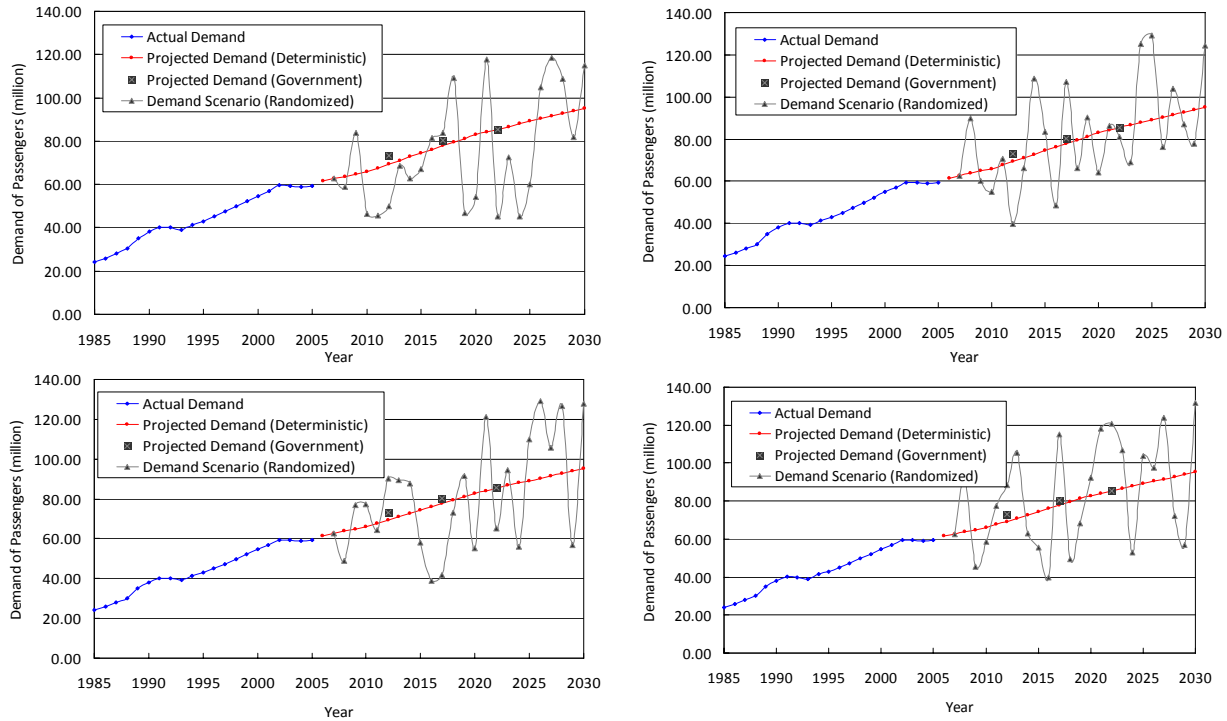 140.00
120.00
100.00
80.00
60.00
40.00
20.00
0.00
Demand of Passengers (million)
Actual Demand
Projected Demand (Deterministic)
Projected Demand (Government)
Demand Scenario (Randomized)
1985 1990 1995 2000 2005 2010 2015 2020 2025 2030
Year
140.00
120.00
100.00
80.00
60.00
40.00
20.00
0.00
Demand of Passengers (million)
Actual Demand
Projected Demand (Deterministic)
Projected Demand (Government)
Demand Scenario (Randomized)
1985 1990 1995 2000 2005 2010 2015 2020 2025 2030
Year
140.00
120.00
100.00
80.00
60.00
40.00
20.00
0.00
Demand of Passengers (million)
Actual Demand
Projected Demand (Deterministic)
Projected Demand (Government)
Demand Scenario (Randomized)
1985 1990 1995 2000 2005 2010 2015 2020 2025 2030
Year
140.00
120.00
100.00
80.00
60.00
40.00
20.00
0.00
Demand of Passengers (million)
Actual Demand
Projected Demand (Deterministic)
Projected Demand (Government)
Demand Scenario (Randomized)
1985 1990 1995 2000 2005 2010 2015 2020 2025 2030
Year